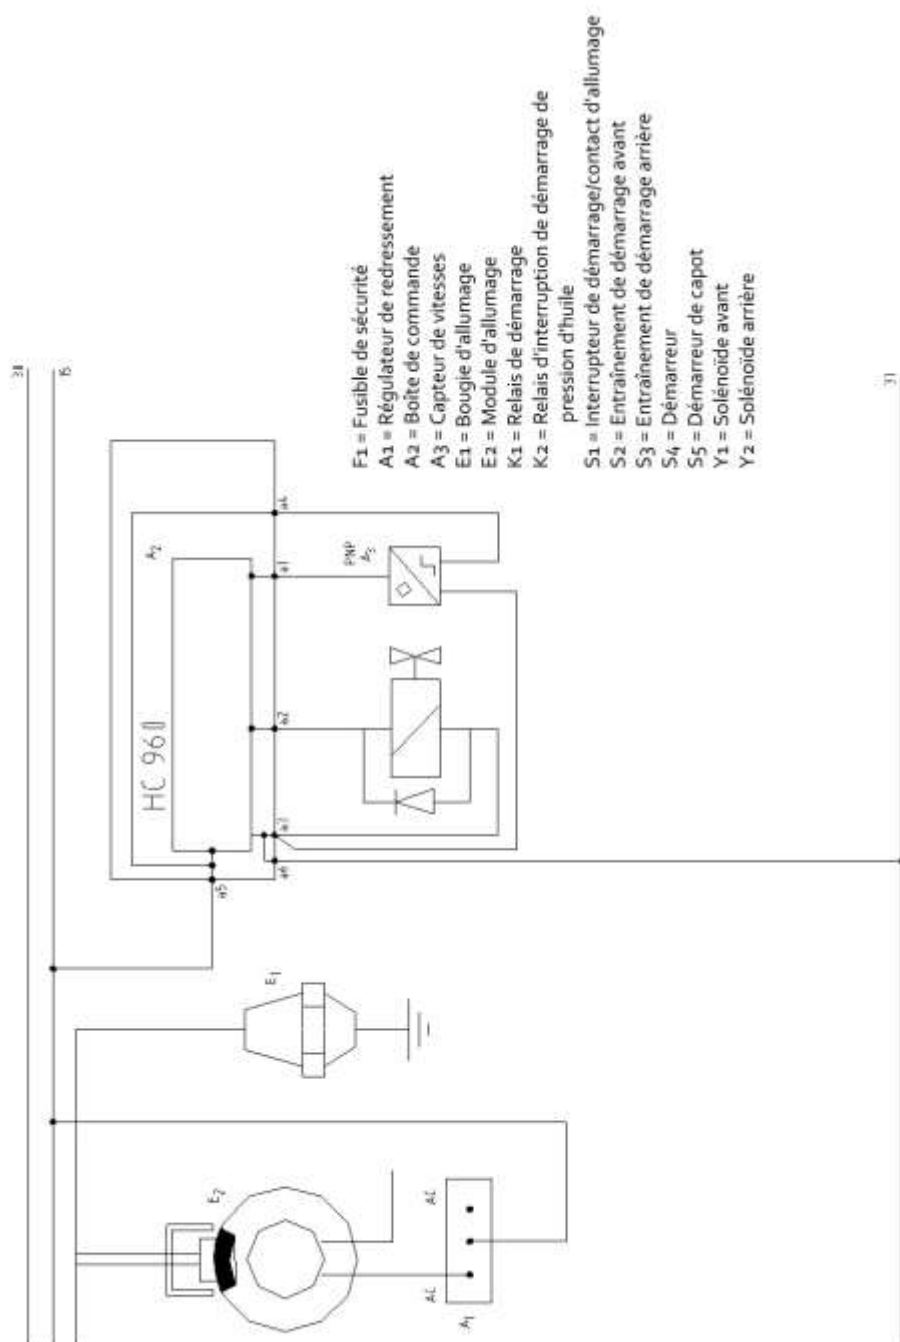 30
15
HC 960
A2
a5
a6
a3
a2
a1
a4
PNP
A3
E1
E2
AC
AC
A1
31
F1 = Fusible de sécurité
A1 = Régulateur de redressement
A2 = Boîte de commande
A3 = Capteur de vitesses
E1 = Bougie d'allumage
E2 = Module d'allumage
K1 = Relais de démarrage
K2 = Relais d'interruption de démarrage de
pression d'huile
S1 = Interrupteur de démarrage/contact d'allumage
S2 = Entraînement de démarrage avant
S3 = Entraînement de démarrage arrière
S4 = Démarreur
S5 = Démarreur de capot
Y1 = Solénoïde avant
Y2 = Solénoïde arrière